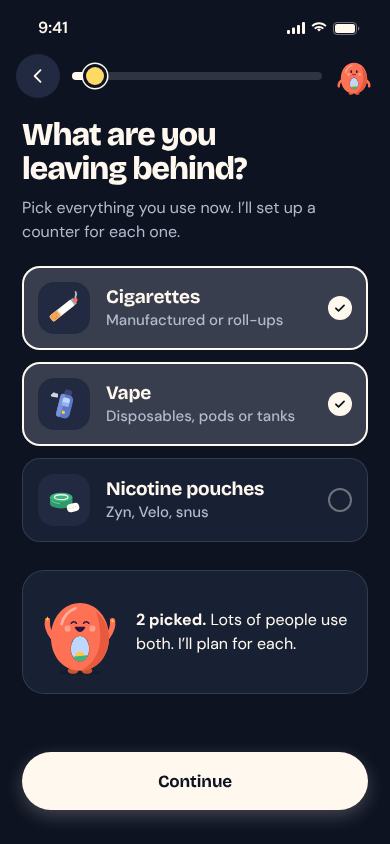 9:41
What are you
leaving behind?
Pick everything you use now. I’ll set up a
counter for each one.
Cigarettes
Manufactured or roll-ups
Vape
Disposables, pods or tanks
Nicotine pouches
Zyn, Velo, snus
2 picked. Lots of people use
both. I’ll plan for each.
Continue